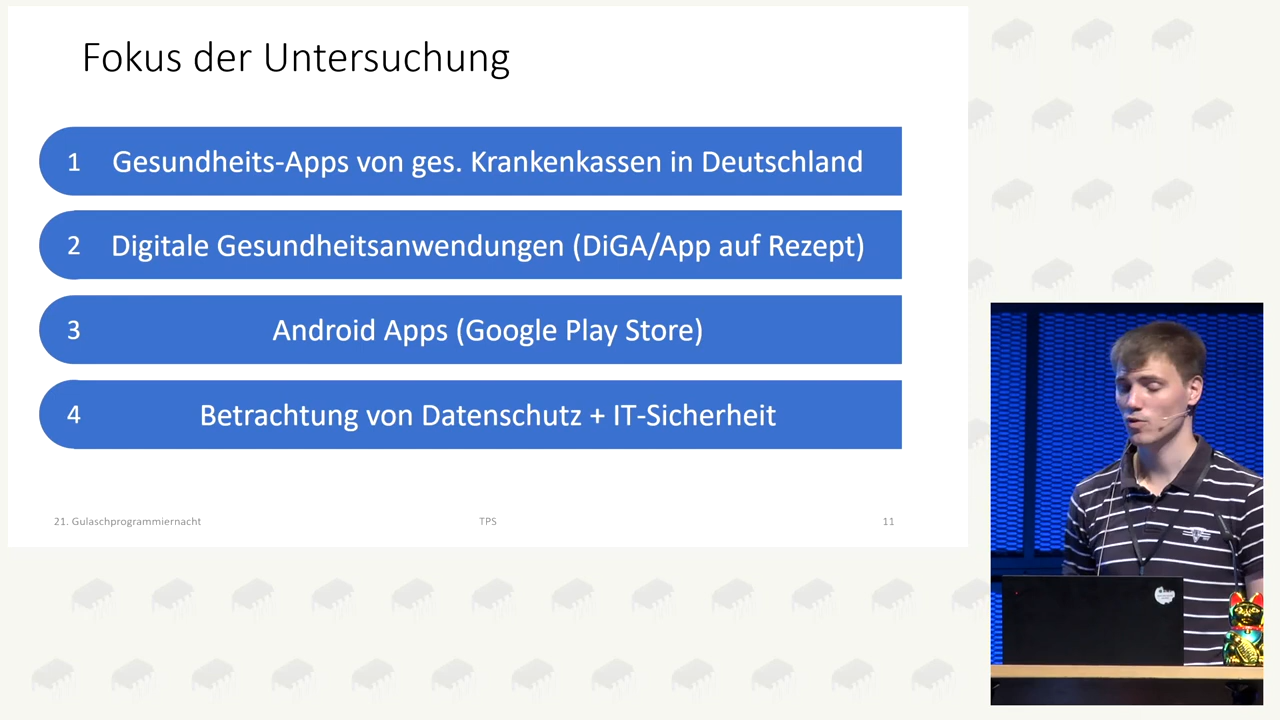 Fokus der Untersuchung
1 Gesundheits-Apps von ges. Krankenkassen in Deutschland
2 Digitale Gesundheitsanwendungen (DiGA/App auf Rezept)
3 Android Apps (Google Play Store)
4 Betrachtung von Datenschutz + IT-Sicherheit
21. Gulaschprogrammiernacht TPS 11